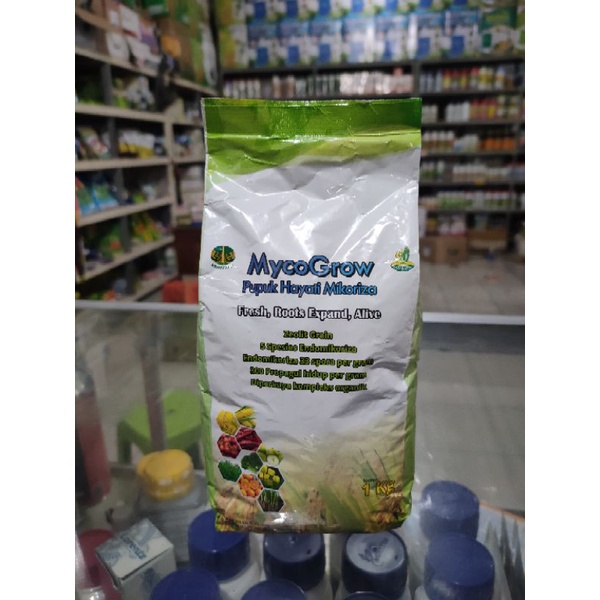 MycoGrow
Pupuk Hayati Mikoriza
Fresh, Roots Expand, Alive
Zeolit Grain
5 Spesies Endomikoriza
Endomikoriza 23 spora per gram
Propagul hidup per gram
Diperkaya kompleks organik
1 KG